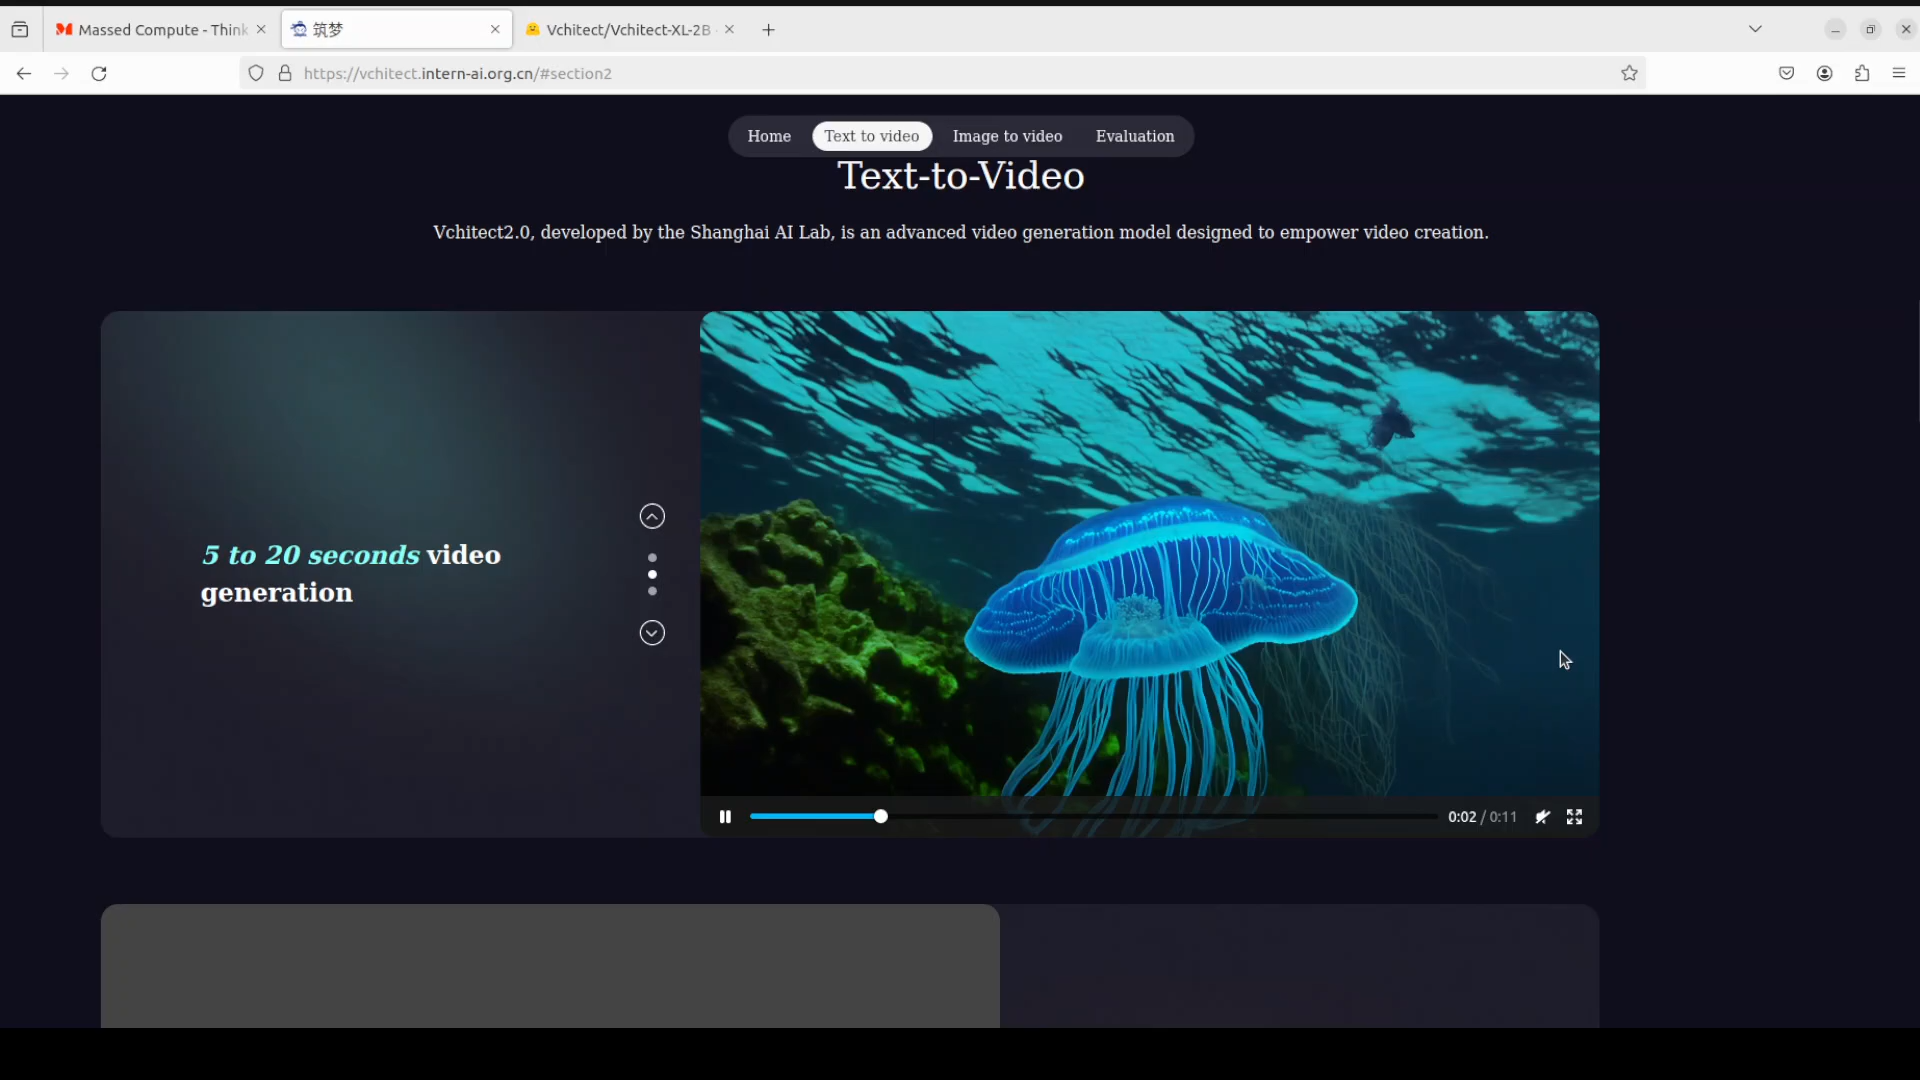 Massed Compute - Think
筑梦
Vchitect/Vchitect-XL-2B
https://vchitect.intern-ai.org.cn/#section2
Home
Text to video
Image to video
Evaluation
Text-to-Video
Vchitect2.0, developed by the Shanghai AI Lab, is an advanced video generation model designed to empower video creation.
5 to 20 seconds video
generation
0:02 / 0:11